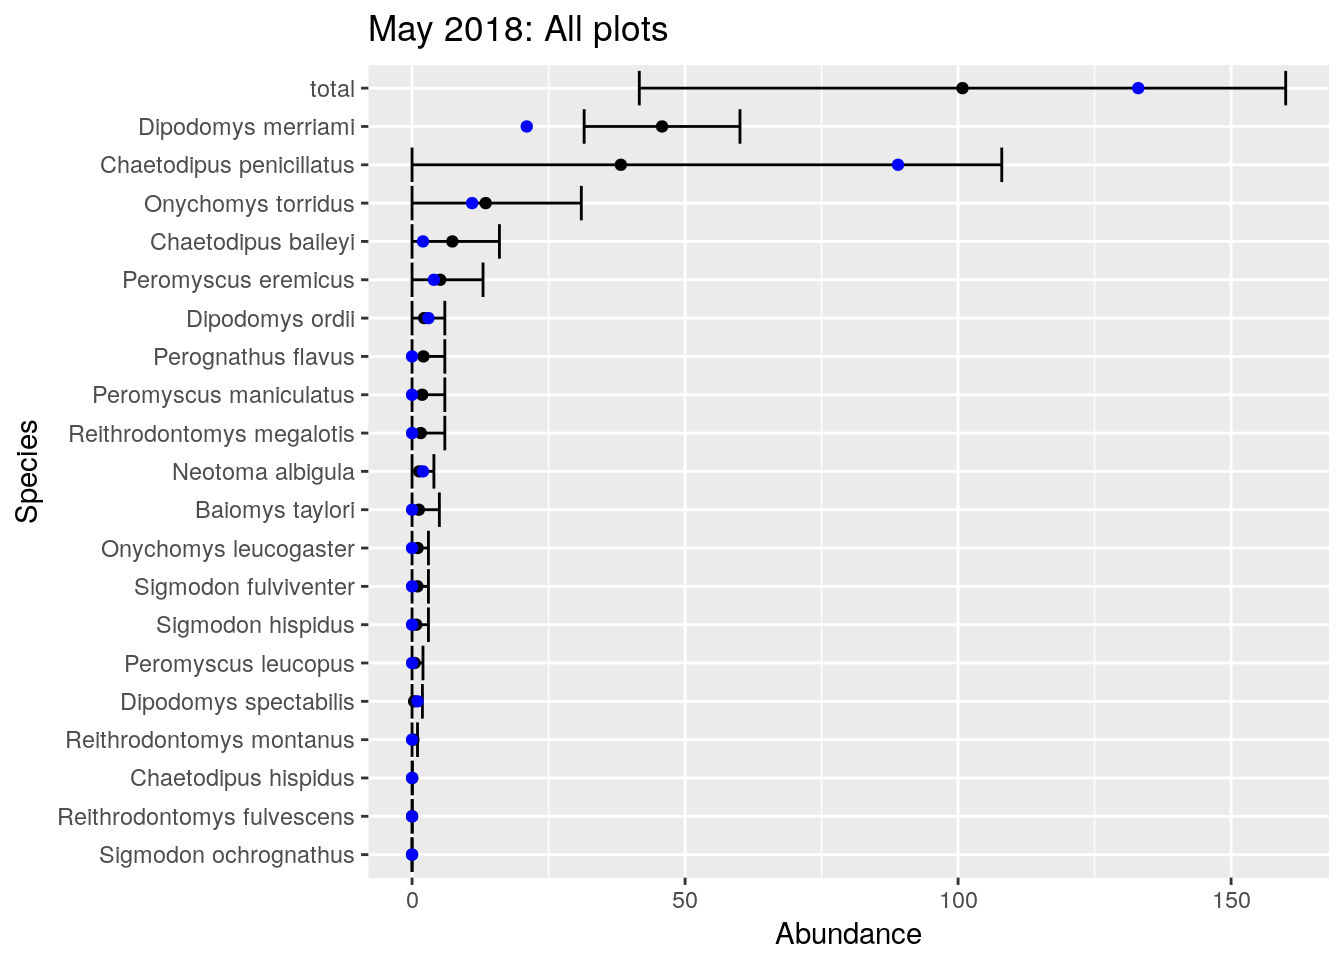 May 2018: All plots
total
Dipodomys merriami
Chaetodipus penicillatus
Onychomys torridus
Chaetodipus baileyi
Peromyscus eremicus
Dipodomys ordii
Perognathus flavus
Peromyscus maniculatus
Reithrodontomys megalotis
Neotoma albigula
Baiomys taylori
Onychomys leucogaster
Sigmodon fulviventer
Sigmodon hispidus
Peromyscus leucopus
Dipodomys spectabilis
Reithrodontomys montanus
Chaetodipus hispidus
Reithrodontomys fulvescens
Sigmodon ochrognathus
Species
0 50 100 150
Abundance